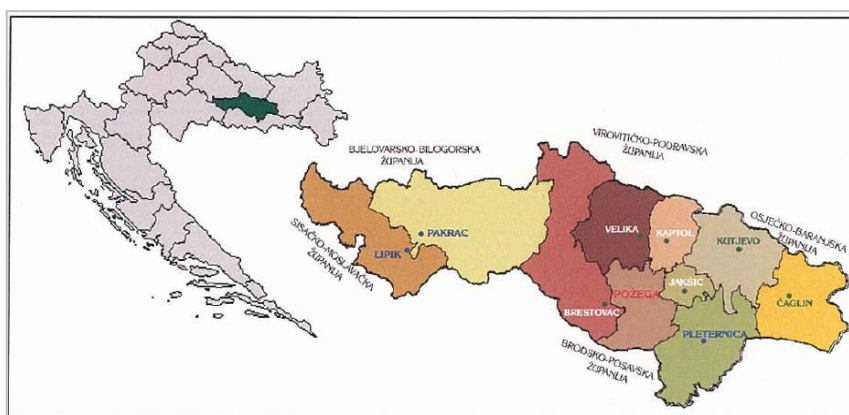 BJELOVARSKO-BILOGORSKA
ŽUPANIJA
VIROVITIČKO-PODRAVSKA
ŽUPANIJA
SISAČKO-MOSLAVAČKA
ŽUPANIJA
OSJEČKO-BARANJSKA
ŽUPANIJA
PAKRAC
LIPIK
VELIKA
KAPTOL
KUTJEVO
JAKŠIĆ
POŽEGA
BRESTOVAC
ČAGLIN
PLETERNICA
BRODSKO-POSAVSKA
ŽUPANIJA